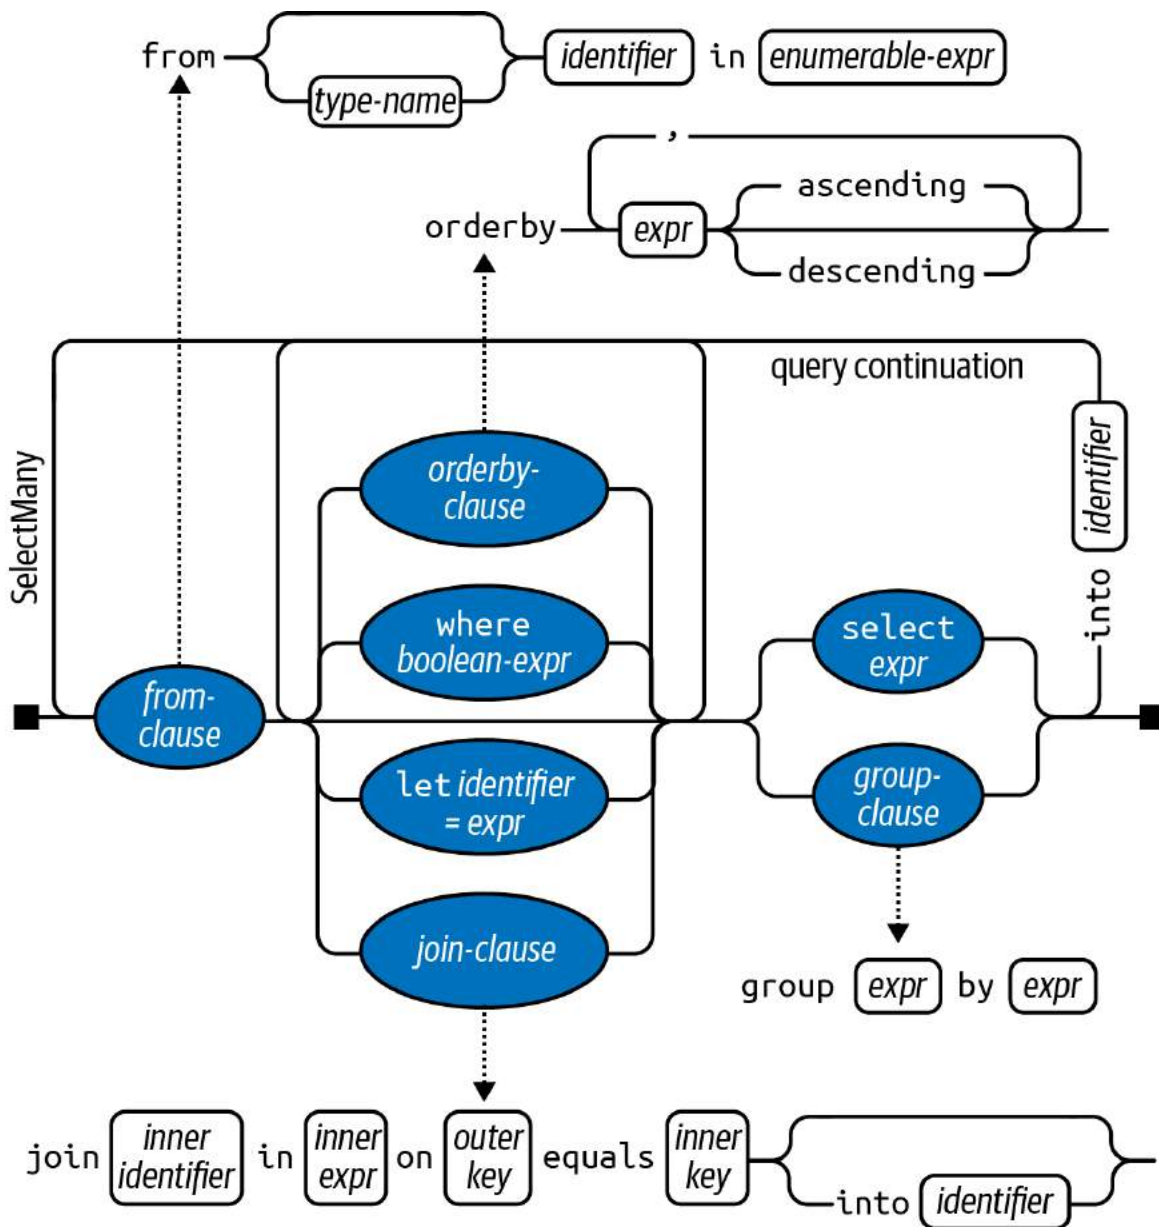 from type-name identifier in enumerable-expr
,
ascending
orderby expr
descending
query continuation
SelectMany
orderby-
clause
identifier
into
where
boolean-expr
select
expr
from-
clause
let identifier
= expr
group-
clause
join-clause
group expr by expr
join inner
identifier in inner
expr on outer
key equals inner
key
into identifier